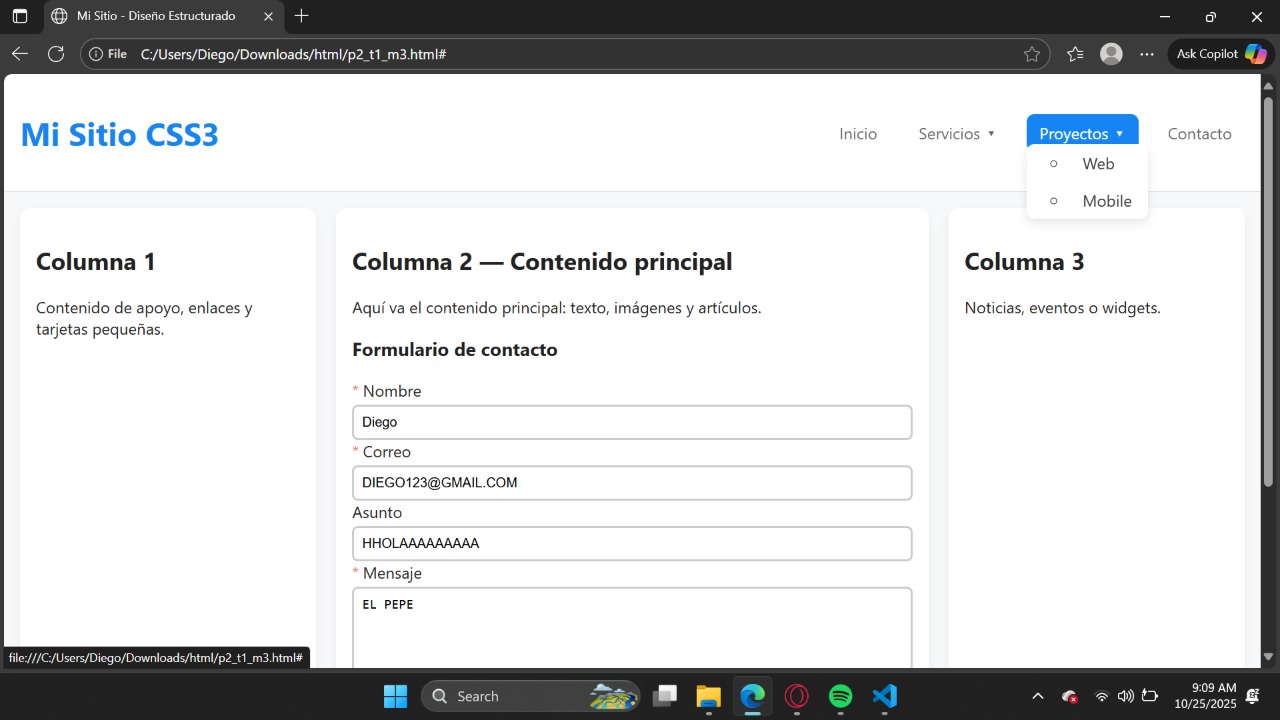 Mi Sitio - Diseño Estructurado
File C:/Users/Diego/Downloads/html/p2_t1_m3.html#
Ask Copilot
Mi Sitio CSS3
Inicio Servicios ▾ Proyectos ▾ Contacto
Web
Mobile
Columna 1
Contenido de apoyo, enlaces y
tarjetas pequeñas.
Columna 2 — Contenido principal
Aquí va el contenido principal: texto, imágenes y artículos.
Formulario de contacto
* Nombre
Diego
* Correo
DIEGO123@GMAIL.COM
Asunto
HHOLAAAAAAAAA
* Mensaje
EL PEPE
Columna 3
Noticias, eventos o widgets.
file:///C:/Users/Diego/Downloads/html/p2_t1_m3.html#
Search
9:09 AM
10/25/2025